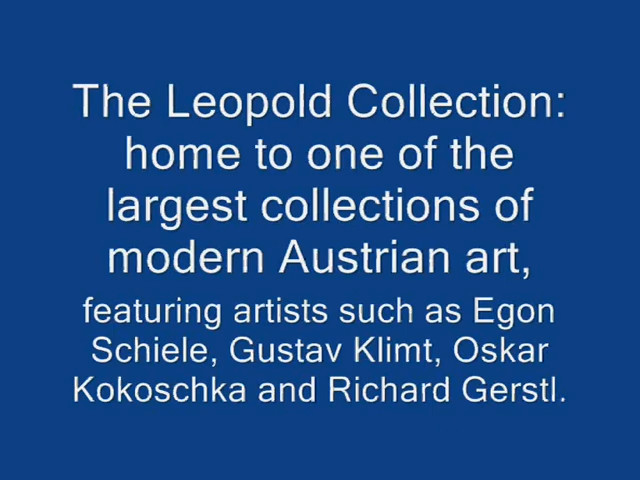 The Leopold Collection:
home to one of the
largest collections of
modern Austrian art,
featuring artists such as Egon
Schiele, Gustav Klimt, Oskar
Kokoschka and Richard Gerstl.